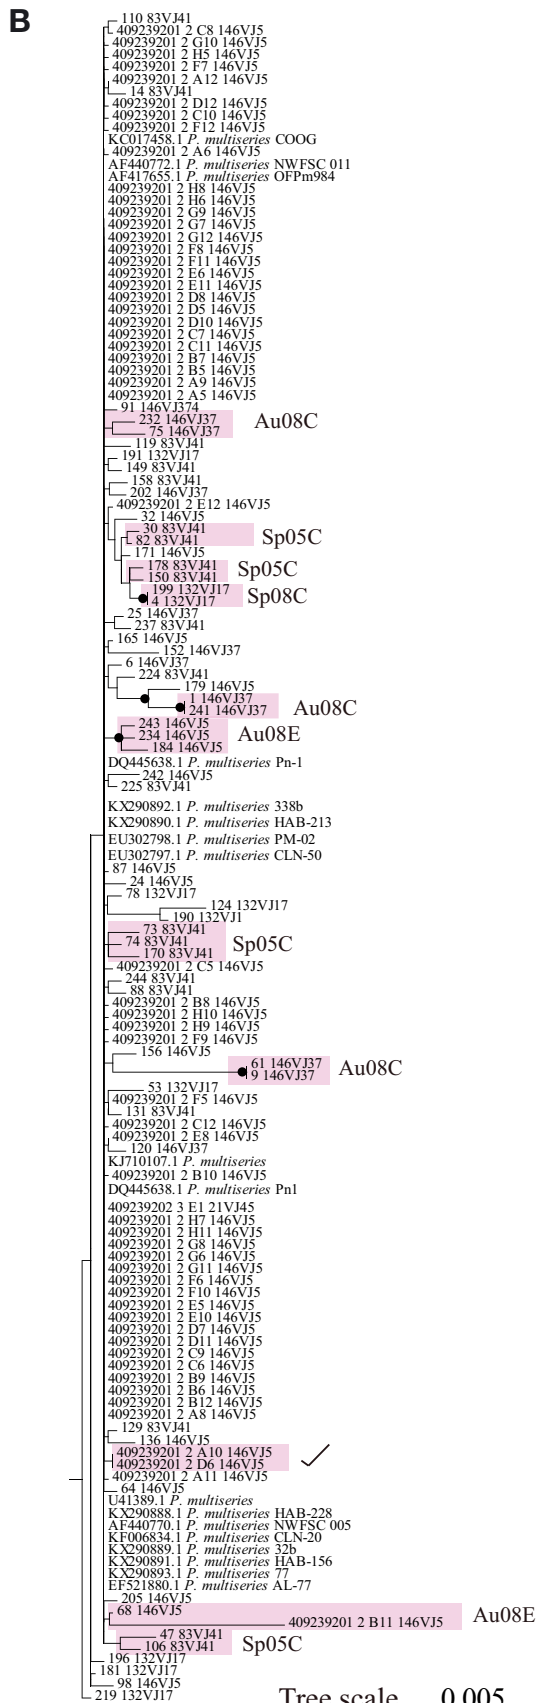 B
110 83VJ41
409239201 2 C8 146VJ5
409239201 2 G10 146VJ5
409239201 2 H5 146VJ5
409239201 2 F7 146VJ5
409239201 2 A12 146VJ5
14 83VJ41
409239201 2 D12 146VJ5
409239201 2 C10 146VJ5
409239201 2 F12 146VJ5
KC017458.1 P. multiseries COOG
409239201 2 A6 146VJ5
AF440772.1 P. multiseries NWFSC 011
AF417655.1 P. multiseries OFPm984
409239201 2 H8 146VJ5
409239201 2 H6 146VJ5
409239201 2 G9 146VJ5
409239201 2 G7 146VJ5
409239201 2 G12 146VJ5
409239201 2 F8 146VJ5
409239201 2 F11 146VJ5
409239201 2 E6 146VJ5
409239201 2 E11 146VJ5
409239201 2 D8 146VJ5
409239201 2 D5 146VJ5
409239201 2 D10 146VJ5
409239201 2 C7 146VJ5
409239201 2 C11 146VJ5
409239201 2 B7 146VJ5
409239201 2 B5 146VJ5
409239201 2 A9 146VJ5
409239201 2 A5 146VJ5
91 146VJ374
232 146VJ37 Au08C
75 146VJ37
119 83VJ41
191 132VJ17
149 83VJ41
158 83VJ41
202 146VJ37
409239201 2 E12 146VJ5
32 146VJ5
30 83VJ41 Sp05C
82 83VJ41
171 146VJ5
178 83VJ41 Sp05C
150 83VJ41
199 132VJ17 Sp08C
4 132VJ17
25 146VJ37
237 83VJ41
165 146VJ5
152 146VJ37
6 146VJ37
224 83VJ41
179 146VJ5
1 146VJ37 Au08C
241 146VJ37
243 146VJ5
234 146VJ5 Au08E
184 146VJ5
DQ445638.1 P. multiseries Pn-1
242 146VJ5
225 83VJ41
KX290892.1 P. multiseries 338b
KX290890.1 P. multiseries HAB-213
EU302798.1 P. multiseries PM-02
EU302797.1 P. multiseries CLN-50
87 146VJ5
24 146VJ5
78 132VJ17
124 132VJ17
190 132VJ1
73 83VJ41
74 83VJ41 Sp05C
170 83VJ41
409239201 2 C5 146VJ5
244 83VJ41
88 83VJ41
409239201 2 B8 146VJ5
409239201 2 H10 146VJ5
409239201 2 H9 146VJ5
409239201 2 F9 146VJ5
156 146VJ5
61 146VJ37 Au08C
9 146VJ37
53 132VJ17
409239201 2 F5 146VJ5
131 83VJ41
409239201 2 C12 146VJ5
409239201 2 E8 146VJ5
120 146VJ37
KJ710107.1 P. multiseries
409239201 2 B10 146VJ5
DQ445638.1 P. multiseries Pn1
409239202 3 E1 21VJ45
409239201 2 H7 146VJ5
409239201 2 H11 146VJ5
409239201 2 G8 146VJ5
409239201 2 G6 146VJ5
409239201 2 G11 146VJ5
409239201 2 F6 146VJ5
409239201 2 F10 146VJ5
409239201 2 E5 146VJ5
409239201 2 E10 146VJ5
409239201 2 D7 146VJ5
409239201 2 D11 146VJ5
409239201 2 C9 146VJ5
409239201 2 C6 146VJ5
409239201 2 B9 146VJ5
409239201 2 B6 146VJ5
409239201 2 B12 146VJ5
409239201 2 A8 146VJ5
129 83VJ41
136 146VJ5
409239201 2 A10 146VJ5
409239201 2 D6 146VJ5
409239201 2 A11 146VJ5
64 146VJ5
U41389.1 P. multiseries
KX290888.1 P. multiseries HAB-228
AF440770.1 P. multiseries NWFSC 005
KF006834.1 P. multiseries CLN-20
KX290889.1 P. multiseries 32b
KX290891.1 P. multiseries HAB-156
KX290893.1 P. multiseries 77
EF521880.1 P. multiseries AL-77
205 146VJ5
68 146VJ5 Au08E
409239201 2 B11 146VJ5
47 83VJ41
106 83VJ41 Sp05C
196 132VJ17
181 132VJ17
98 146VJ5
219 132VJ17
Tree scale 0.005